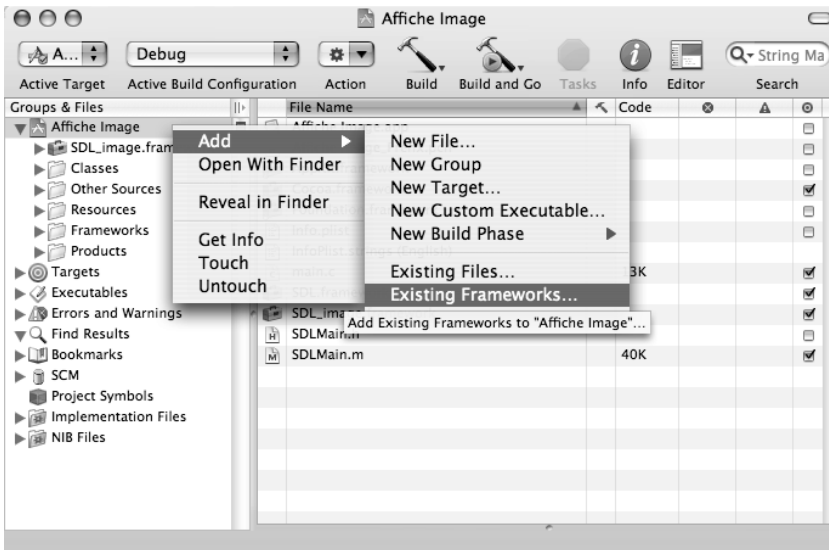 Affiche Image
A... Debug String Ma
Active Target Active Build Configuration Action Build Build and Go Tasks Info Editor Search
Groups & Files File Name Code
Affiche Image
SDL_image.fram
Classes
Other Sources
Resources
Frameworks
Products
Targets
Executables
Errors and Warnings
Find Results
Bookmarks
SCM
Project Symbols
Implementation Files
NIB Files
Add
Open With Finder
Reveal in Finder
Get Info
Touch
Untouch
New File...
New Group
New Target...
New Custom Executable...
New Build Phase
Existing Files...
Existing Frameworks...
Add Existing Frameworks to "Affiche Image"...
SDL_ima
SDLMain.h
SDLMain.m 40K